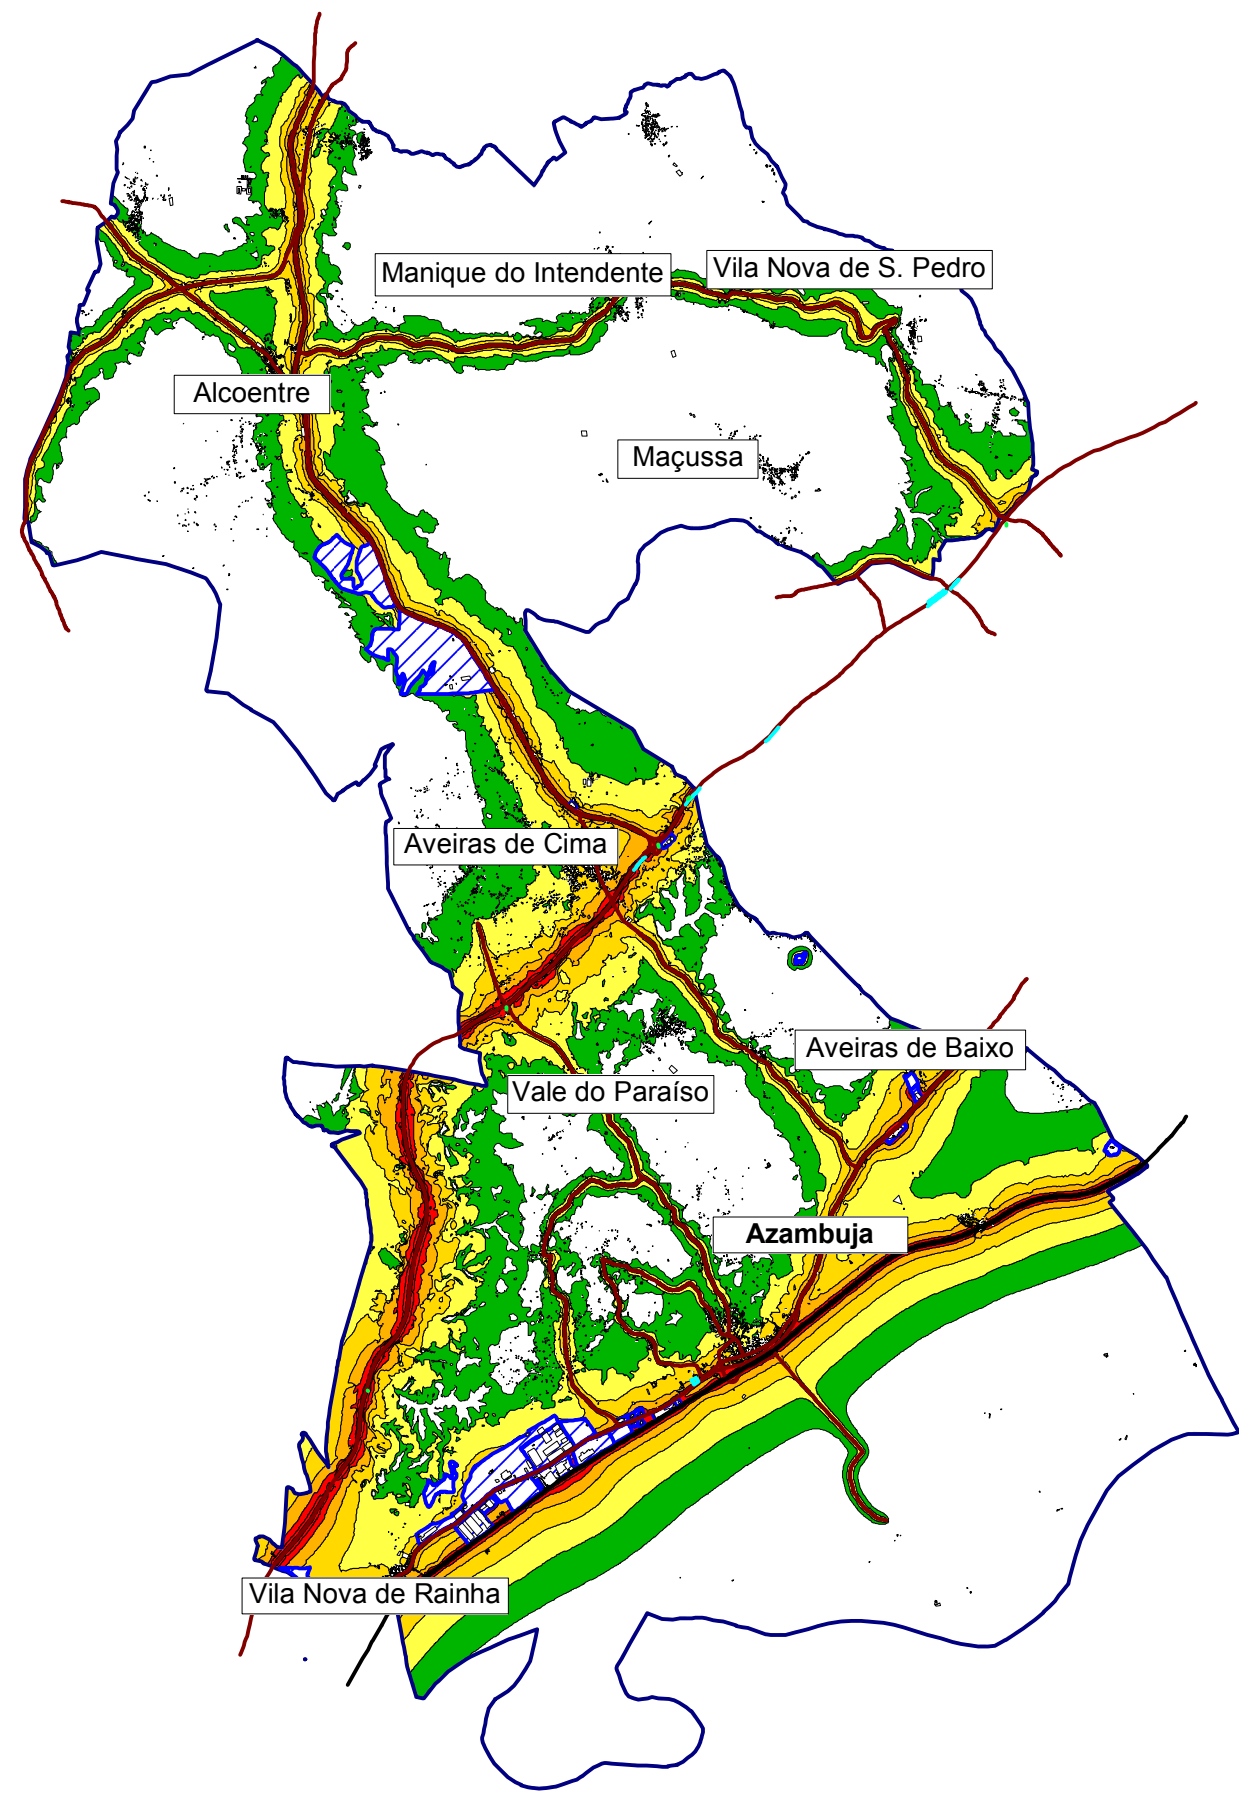 Vila Nova de S. Pedro
Manique do Intendente
Alcoentre
Maçussa
Aveiras de Cima
Aveiras de Baixo
Vale do Paraíso
Azambuja
Vila Nova de Rainha